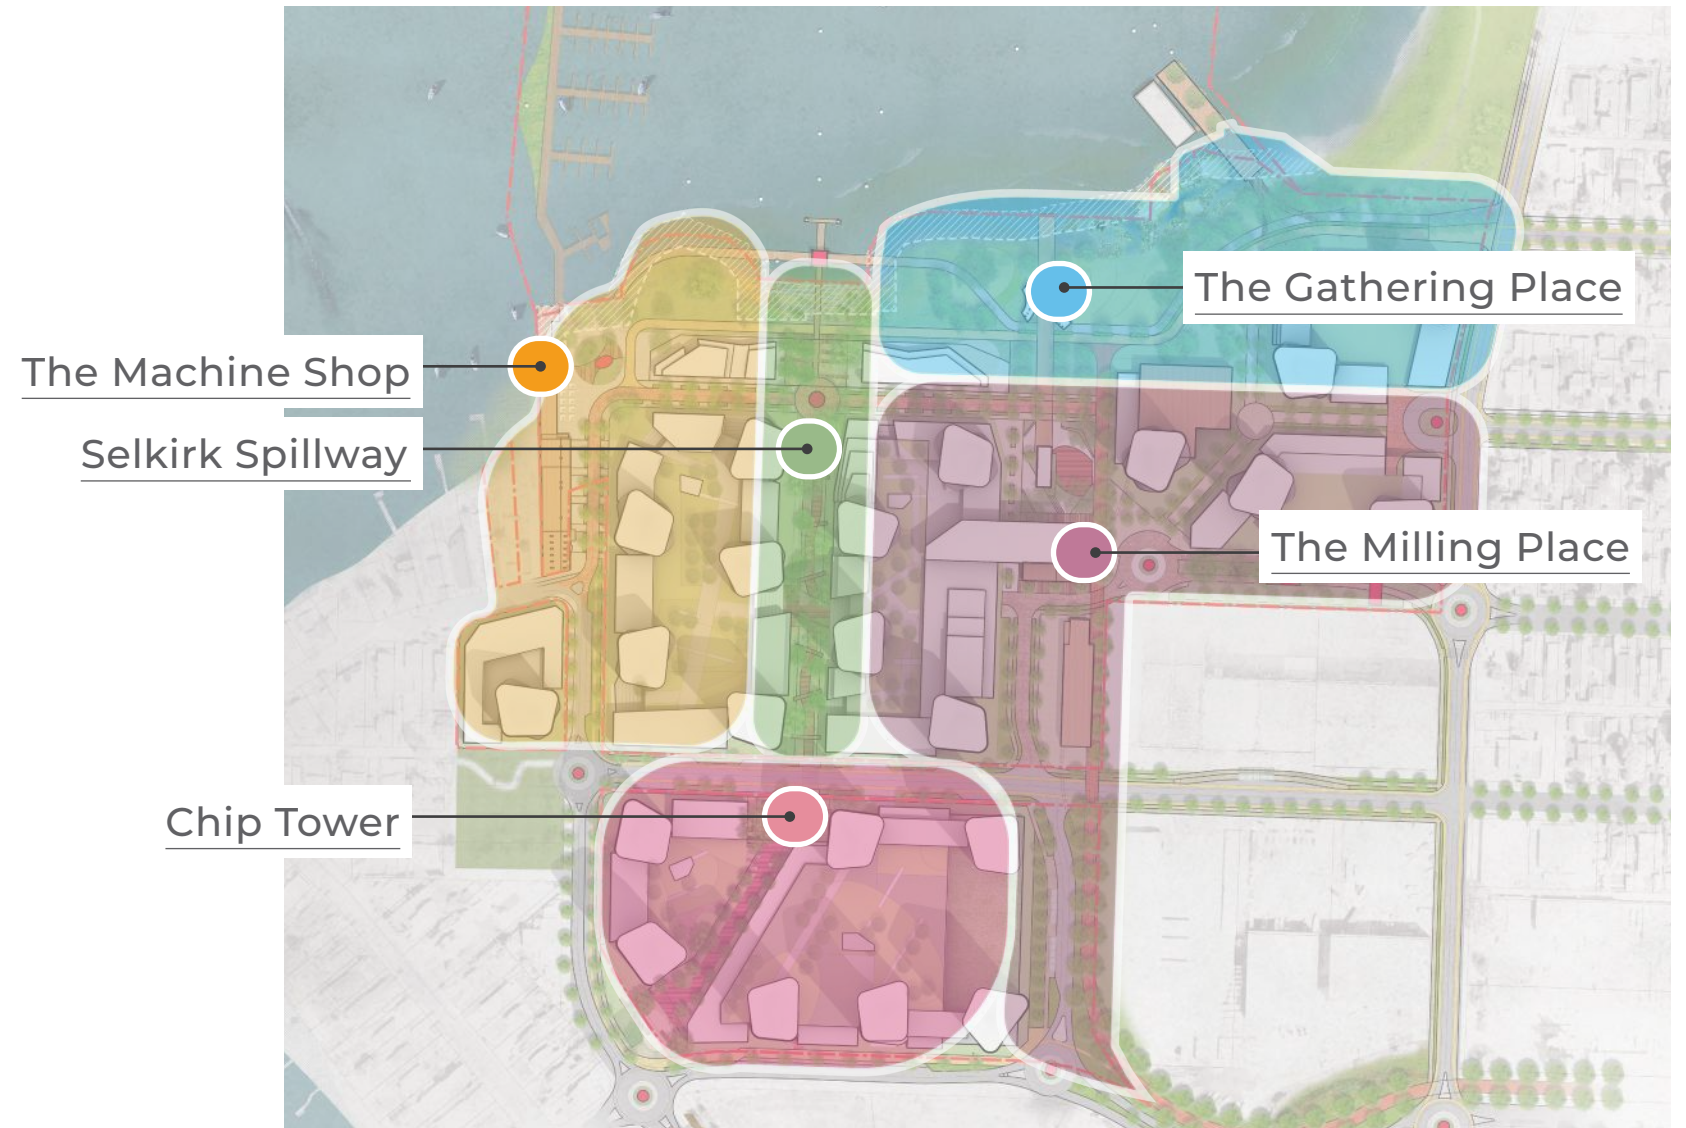 The Gathering Place
The Machine Shop
Selkirk Spillway
The Milling Place
Chip Tower